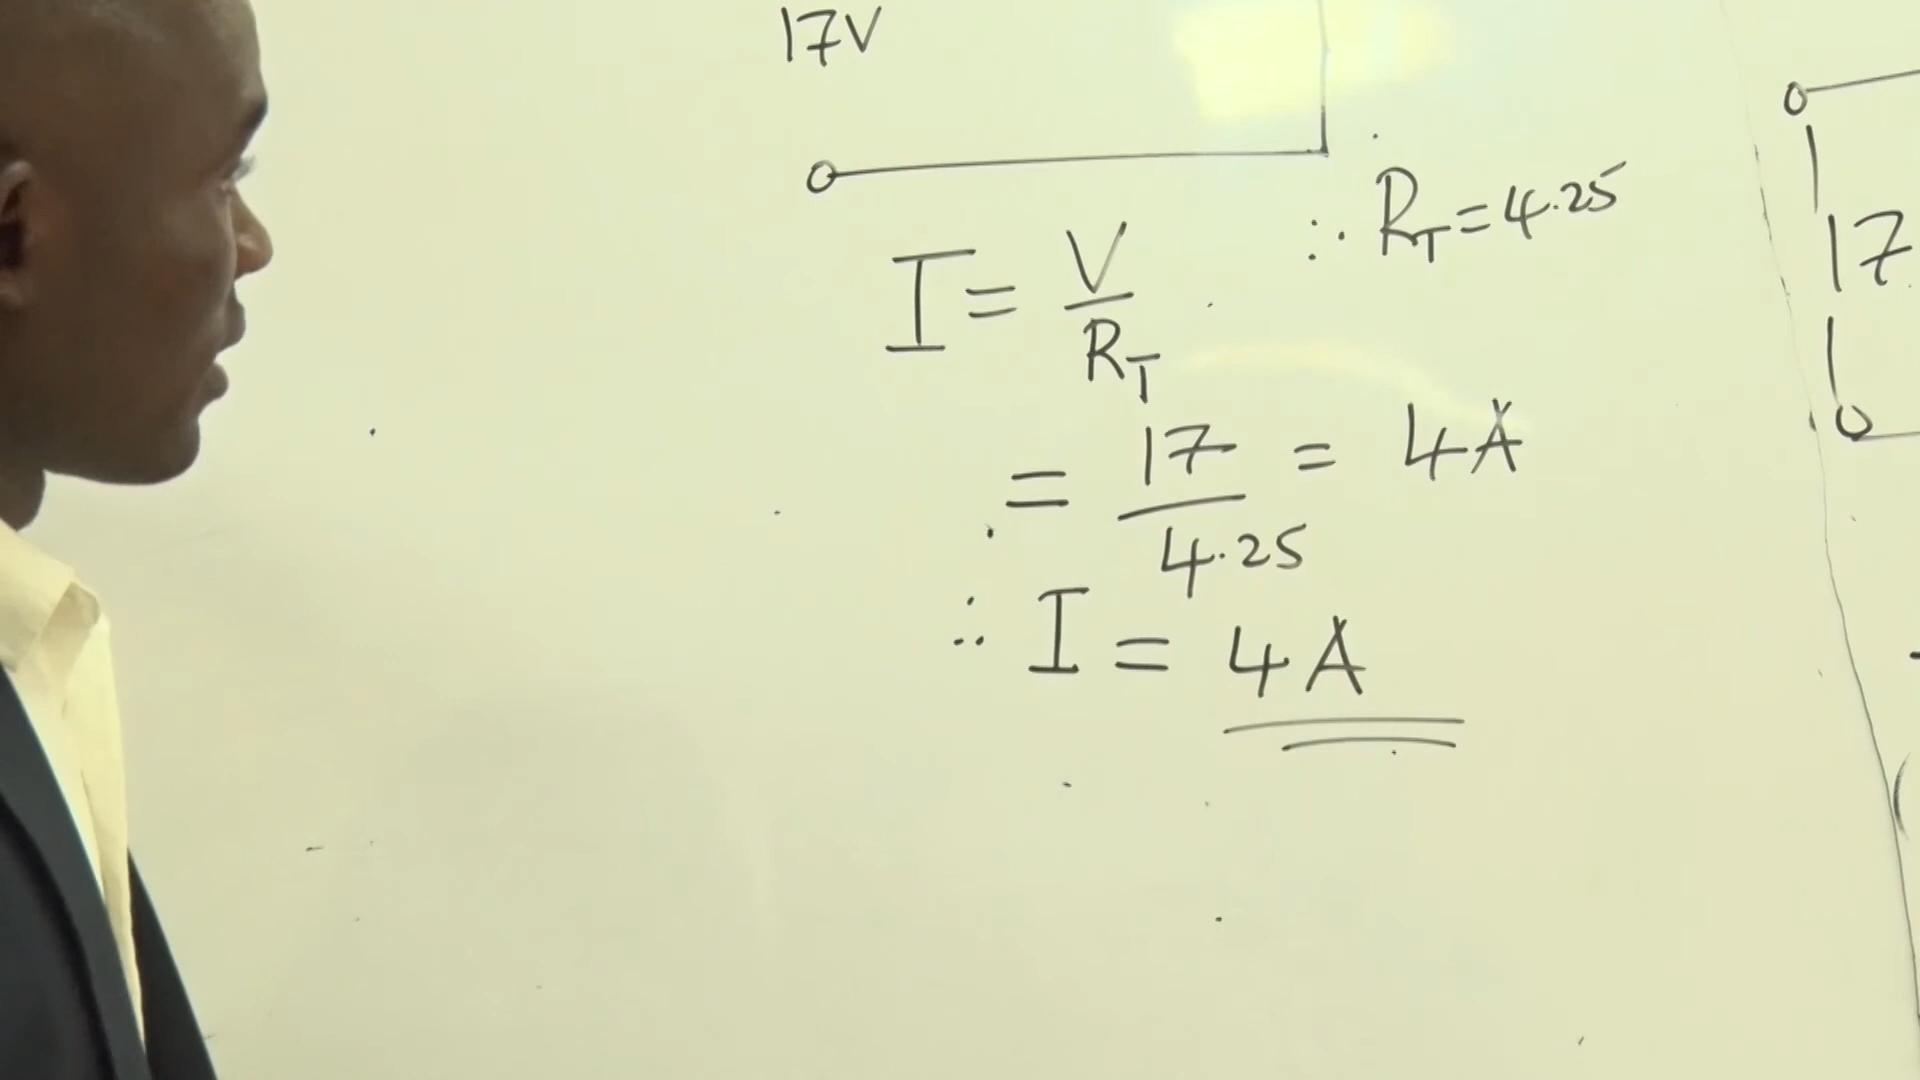 17V
∴ R_T = 4.25
I = V/R_T
= 17/4.25 = 4A
∴ I = 4A
17